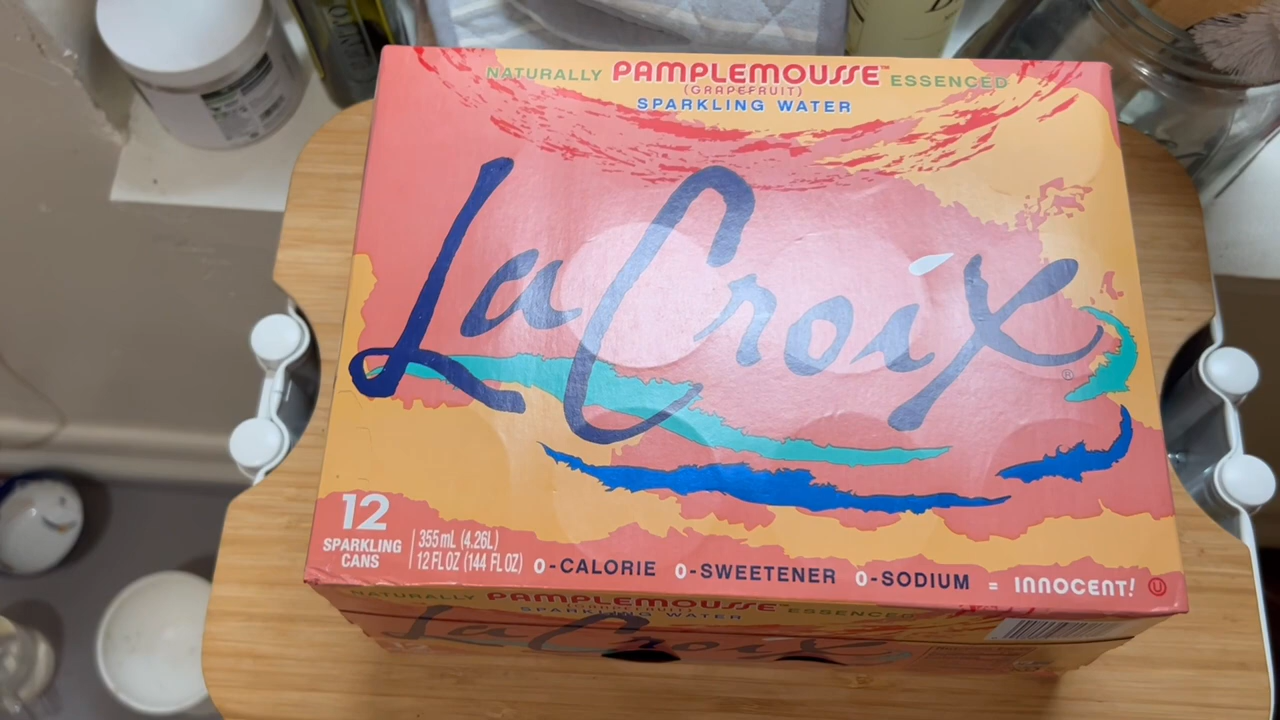 NATURALLY PAMPLEMOUSSE™ ESSENCED
(GRAPEFRUIT)
SPARKLING WATER
LaCroix®
12
SPARKLING
CANS
355 mL (4.26L)
12 FL OZ (144 FL OZ)
0-CALORIE 0-SWEETENER 0-SODIUM = INNOCENT! U
NATURALLY PAMPLEMOUSSE™ ESSENCED
SPARKLING WATER
LaCroix